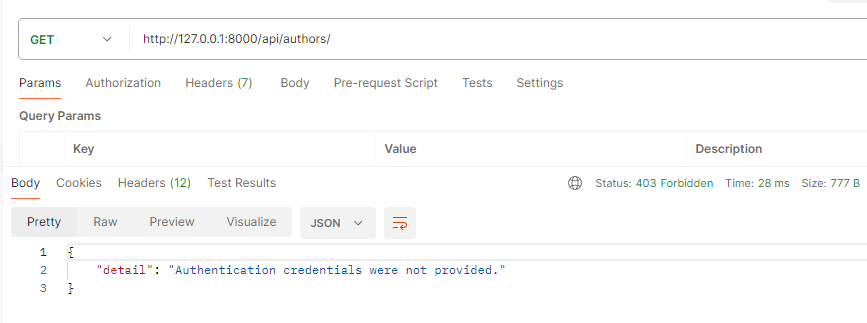 GET http://127.0.0.1:8000/api/authors/
Params Authorization Headers (7) Body Pre-request Script Tests Settings
Query Params
Key Value Description
Body Cookies Headers (12) Test Results Status: 403 Forbidden Time: 28 ms Size: 777 B
Pretty Raw Preview Visualize JSON
1 {
2 "detail": "Authentication credentials were not provided."
3 }